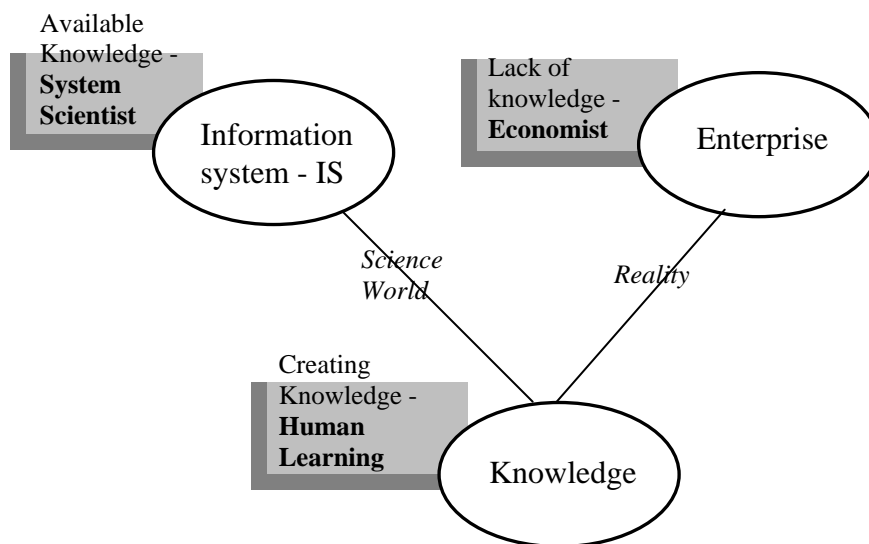 Available
Knowledge -
System
Scientist
Information
system - IS
Lack of
knowledge -
Economist
Enterprise
Science
World
Reality
Creating
Knowledge -
Human
Learning
Knowledge